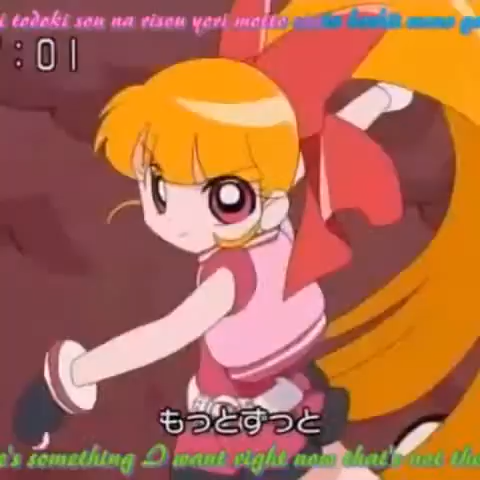 i todoki sou na risou yori motto
:01
もっとずっと
's something I want right now that's not the